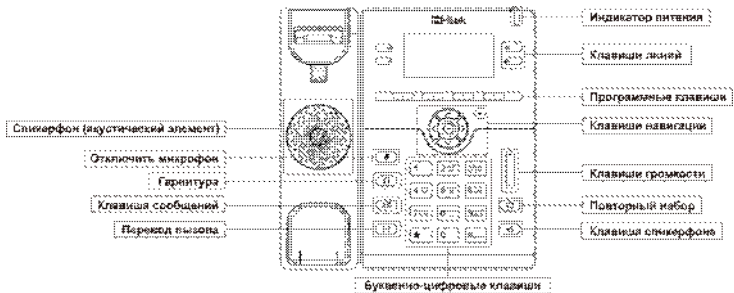 Индикатор питания
Клавиши линий
Програмные клавиши
Клавиши навигации
Спикерфон (акустический элемент)
Отключить микрофон
Гарнитура
Клавиша сообщений
Перевод вызова
Клавиши громкости
Повторный набор
Клавиша спикерфона
Буквенно-цифровые клавиши